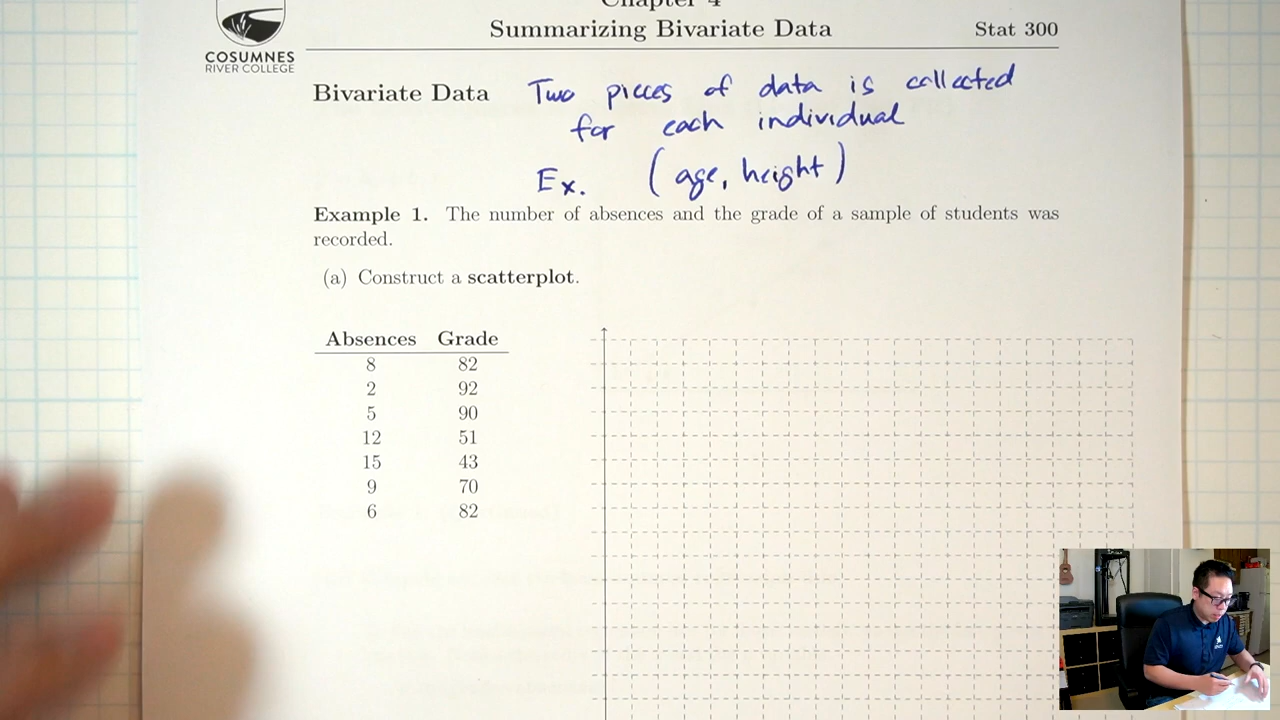 Chapter 4
Summarizing Bivariate Data
Stat 300
COSUMNES
RIVER COLLEGE
Bivariate Data Two pieces of data is collected
for each individual
Ex. (age, height)
Example 1. The number of absences and the grade of a sample of students was
recorded.
(a) Construct a scatterplot.
Absences Grade
8 82
2 92
5 90
12 51
15 43
9 70
6 82